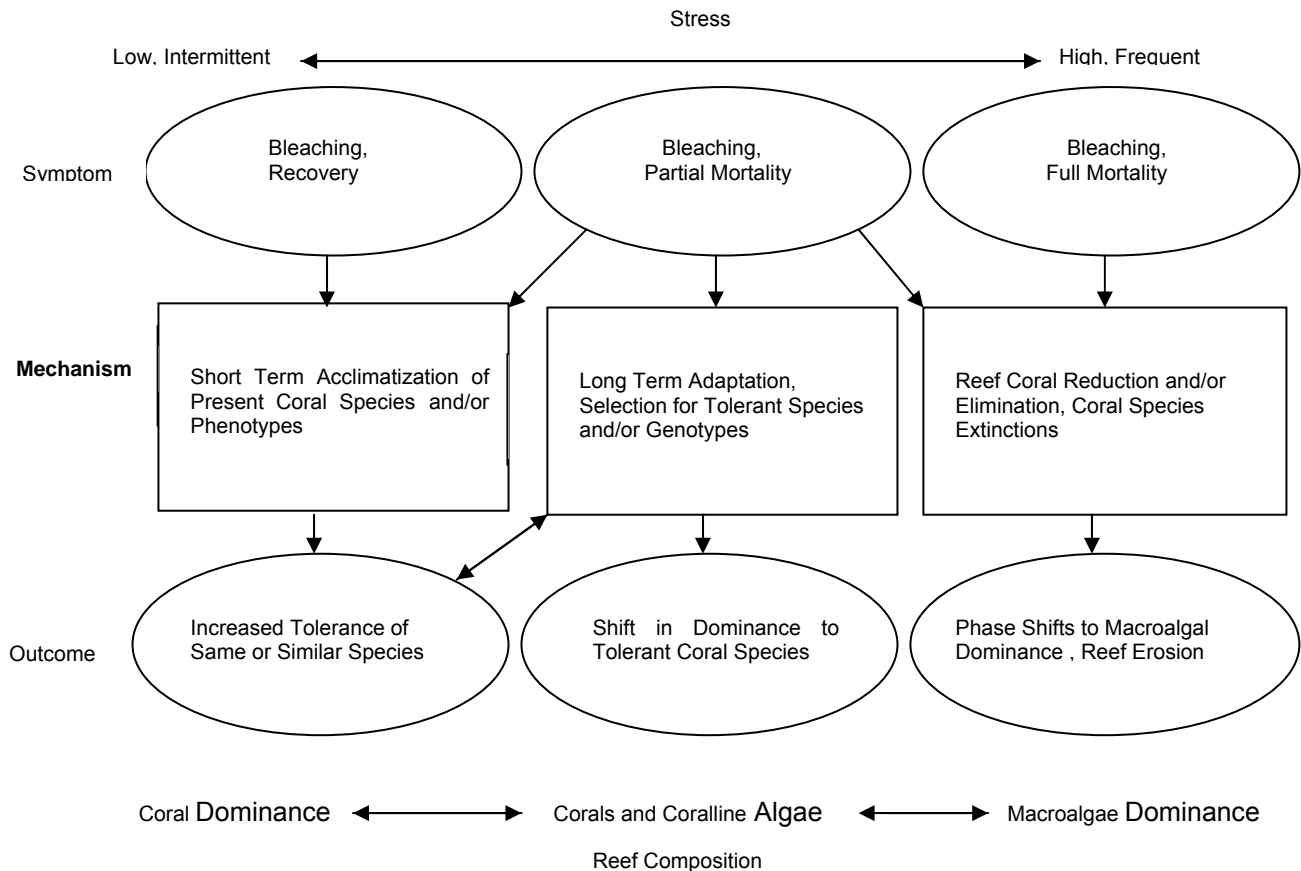 Stress
Low, Intermittent
High, Frequent
Symptom
Bleaching,
Recovery
Bleaching,
Partial Mortality
Bleaching,
Full Mortality
Mechanism
Short Term Acclimatization of
Present Coral Species and/or
Phenotypes
Long Term Adaptation,
Selection for Tolerant Species
and/or Genotypes
Reef Coral Reduction and/or
Elimination, Coral Species
Extinctions
Outcome
Increased Tolerance of
Same or Similar Species
Shift in Dominance to
Tolerant Coral Species
Phase Shifts to Macroalgal
Dominance , Reef Erosion
Coral Dominance
Corals and Coralline Algae
Macroalgae Dominance
Reef Composition